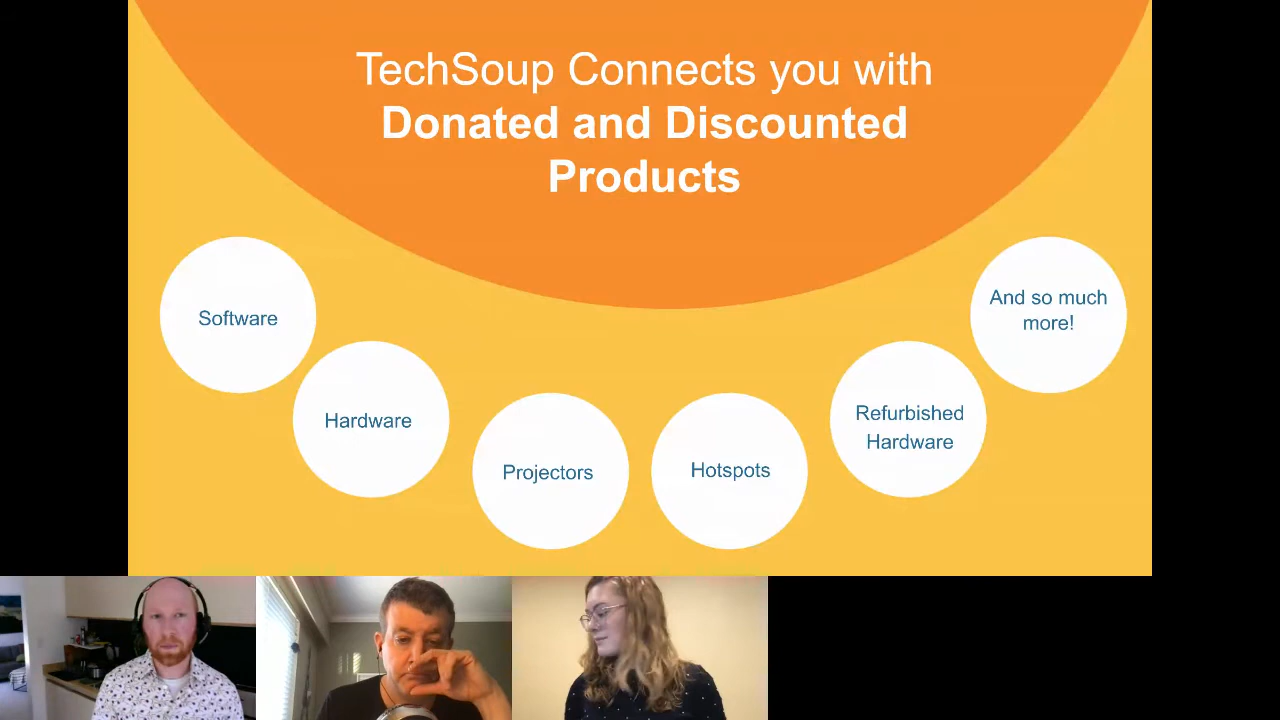 TechSoup Connects you with
Donated and Discounted
Products
Software
Hardware
Projectors
Hotspots
Refurbished
Hardware
And so much
more!